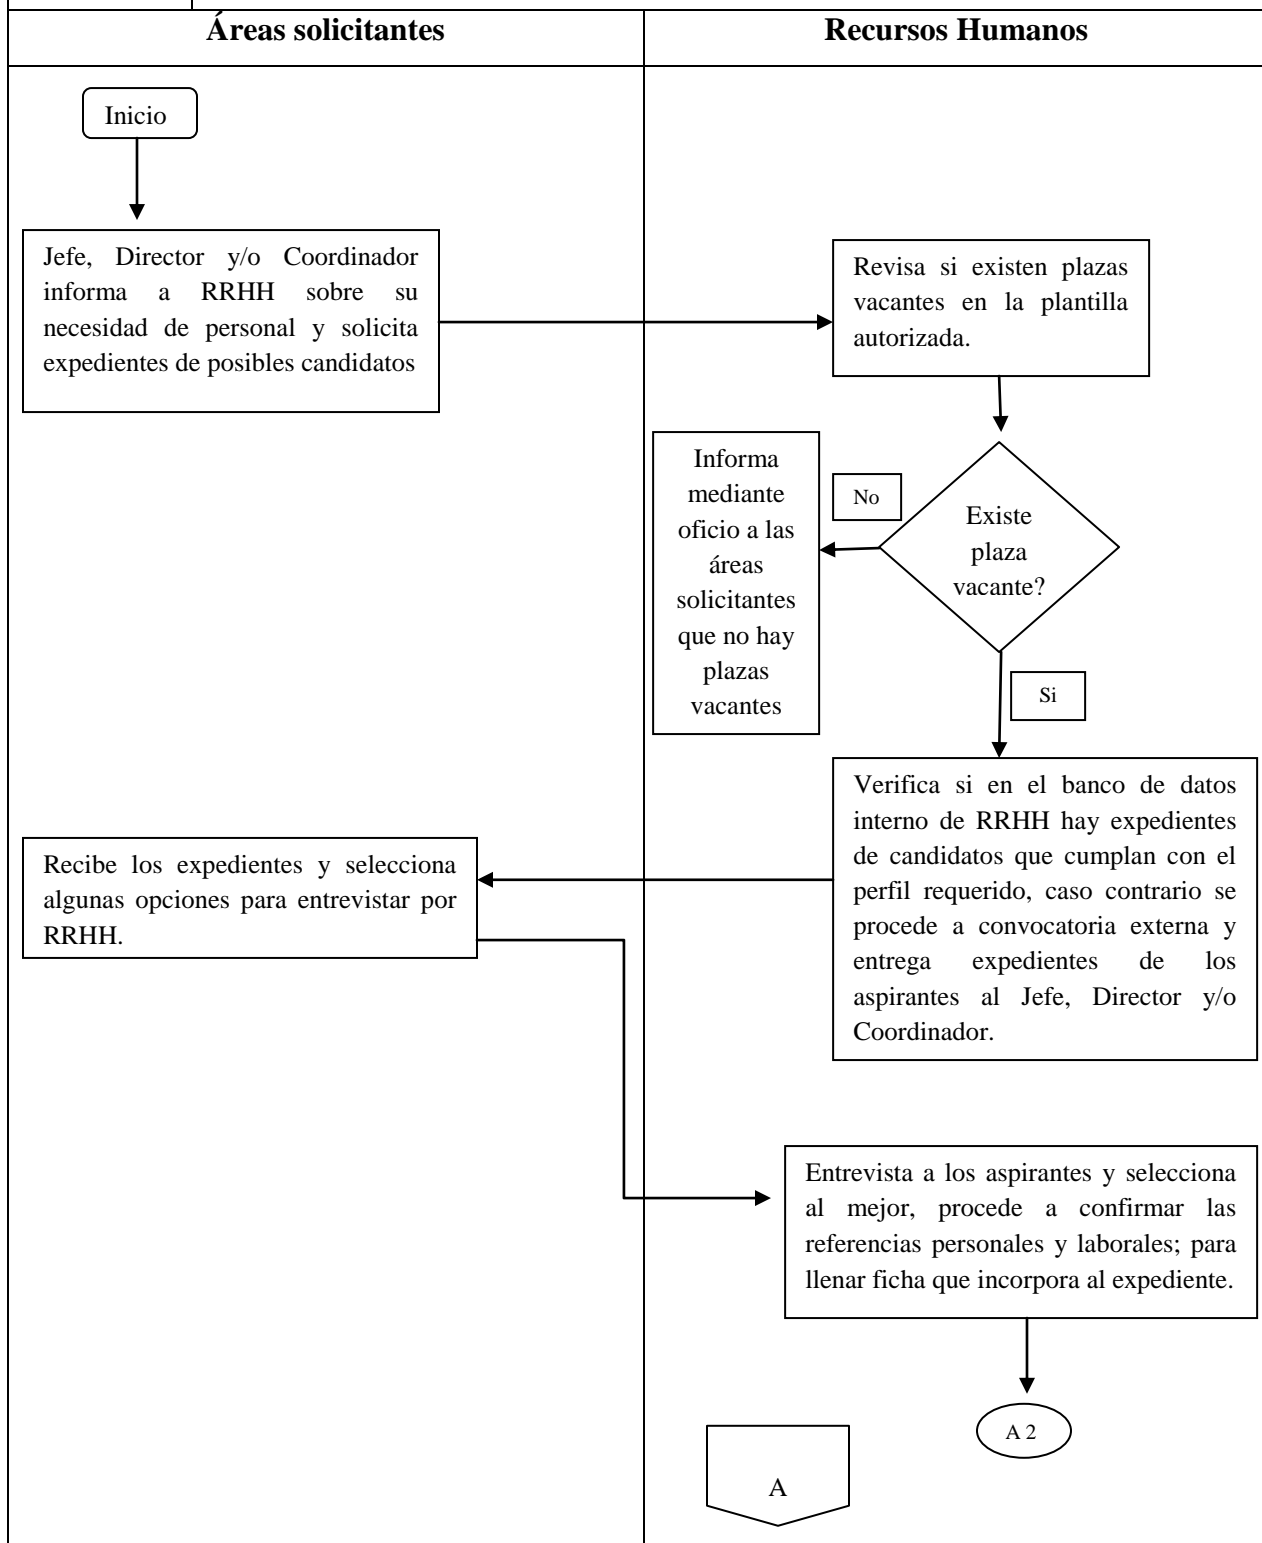 Áreas solicitantes
Recursos Humanos
Inicio
Jefe, Director y/o Coordinador
informa a RRHH sobre su
necesidad de personal y solicita
expedientes de posibles candidatos
Revisa si existen plazas
vacantes en la plantilla
autorizada.
Informa
mediante
oficio a las
áreas
solicitantes
que no hay
plazas
vacantes
No
Existe
plaza
vacante?
Si
Verifica si en el banco de datos
interno de RRHH hay expedientes
de candidatos que cumplan con el
perfil requerido, caso contrario se
procede a convocatoria externa y
entrega expedientes de los
aspirantes al Jefe, Director y/o
Coordinador.
Recibe los expedientes y selecciona
algunas opciones para entrevistar por
RRHH.
Entrevista a los aspirantes y selecciona
al mejor, procede a confirmar las
referencias personales y laborales; para
llenar ficha que incorpora al expediente.
A 2
A